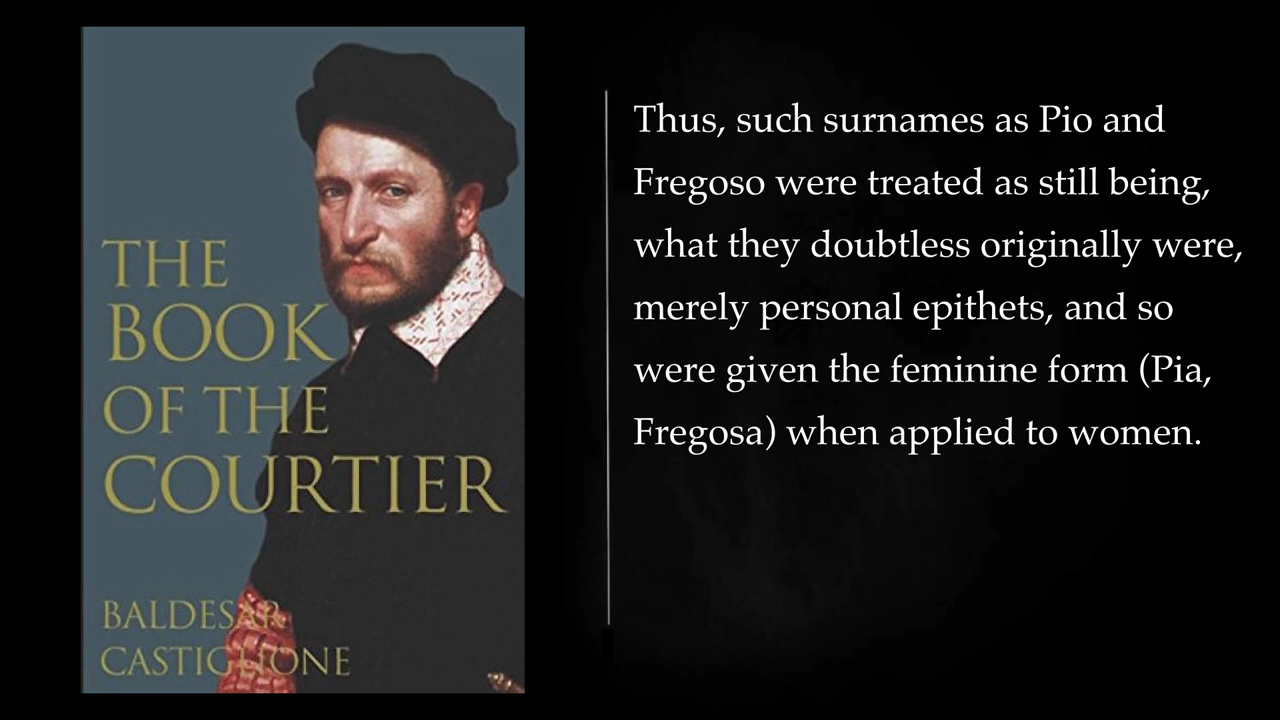 THE
BOOK
OF THE
COURTIER
BALDESAR
CASTIGLIONE
Thus, such surnames as Pio and
Fregoso were treated as still being,
what they doubtless originally were,
merely personal epithets, and so
were given the feminine form (Pia,
Fregosa) when applied to women.